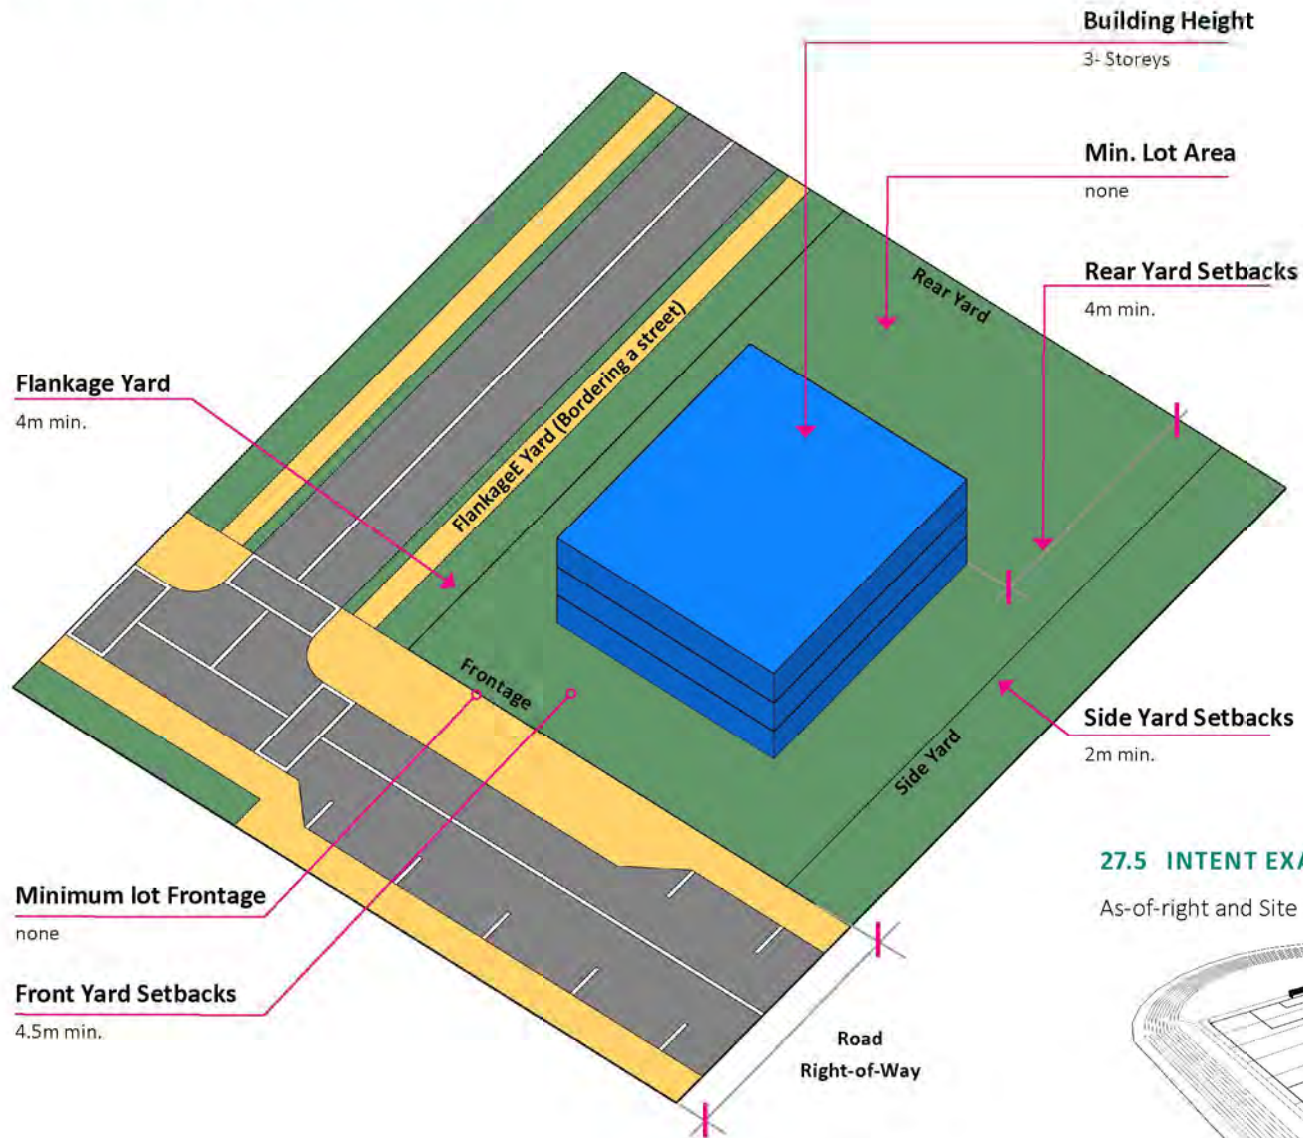 Building Height
3- Storeys
Min. Lot Area
none
Rear Yard
Rear Yard Setbacks
4m min.
Flankage Yard
4m min.
FlankageE Yard (Bordering a street)
Frontage
Side Yard
Side Yard Setbacks
2m min.
27.5 INTENT EXA
As-of-right and Site
Minimum lot Frontage
none
Front Yard Setbacks
4.5m min.
Road
Right-of-Way